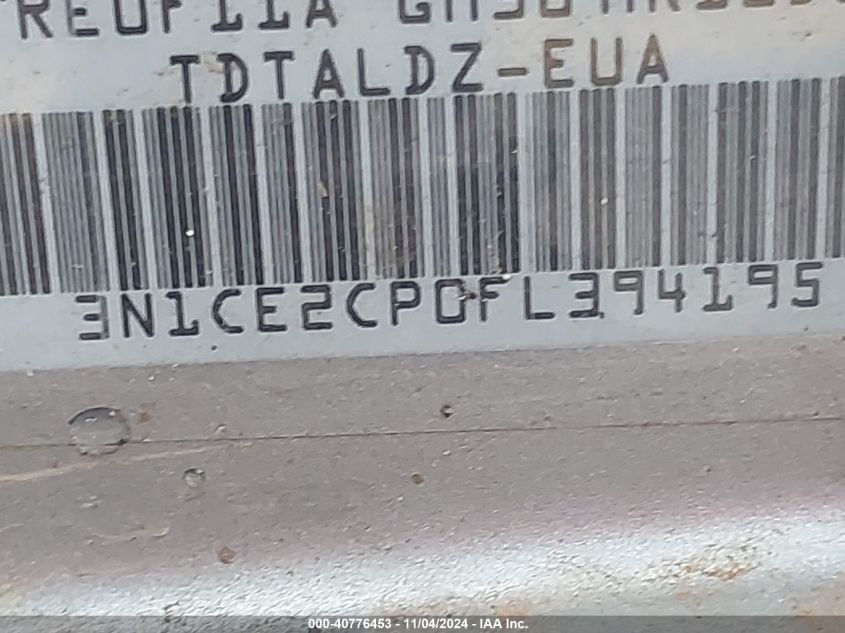 TDTALDZ-EUA
3N1CE2CP0FL394195
000-40776453 - 11/04/2024 - IAA Inc.